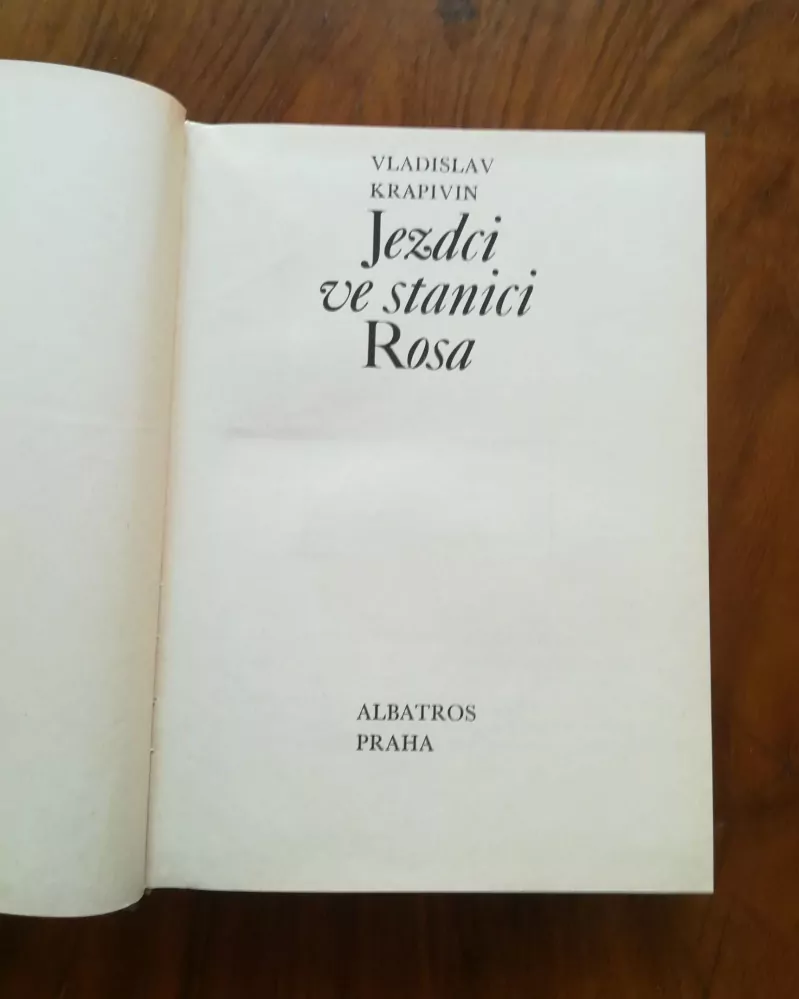 VLADISLAV
KRAPIVIN
Jezdci
ve stanici
Rosa
ALBATROS
PRAHA